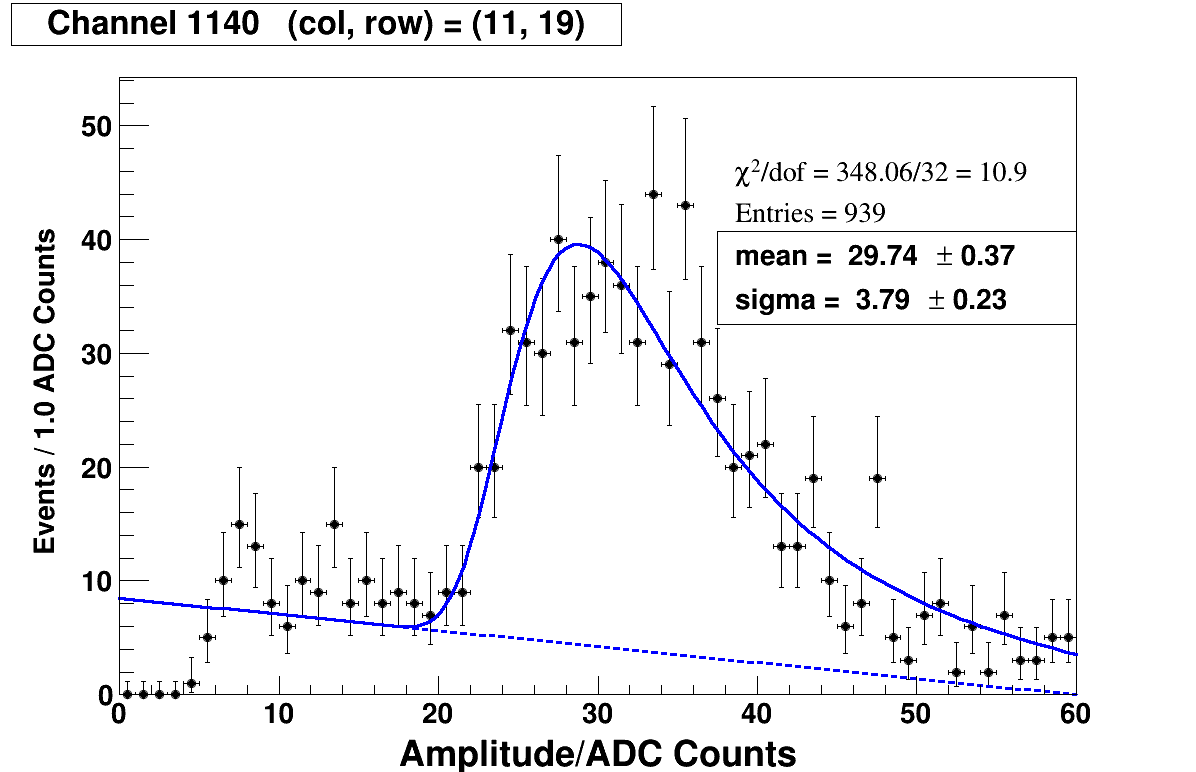 Channel 1140 (col, row) = (11, 19)
50
40
30
20
10
0
Events / 1.0 ADC Counts
χ²/dof = 348.06/32 = 10.9
Entries = 939
mean = 29.74 ± 0.37
sigma = 3.79 ± 0.23
0 10 20 30 40 50 60
Amplitude/ADC Counts